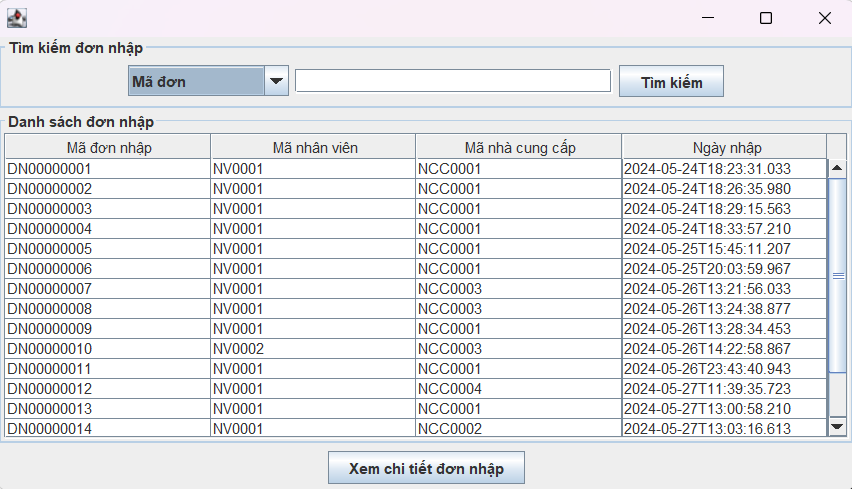 Tìm kiếm đơn nhập
Mã đơn Tìm kiếm
Danh sách đơn nhập
Mã đơn nhập Mã nhân viên Mã nhà cung cấp Ngày nhập
DN00000001 NV0001 NCC0001 2024-05-24T18:23:31.033
DN00000002 NV0001 NCC0001 2024-05-24T18:26:35.980
DN00000003 NV0001 NCC0001 2024-05-24T18:29:15.563
DN00000004 NV0001 NCC0001 2024-05-24T18:33:57.210
DN00000005 NV0001 NCC0001 2024-05-25T15:45:11.207
DN00000006 NV0001 NCC0001 2024-05-25T20:03:59.967
DN00000007 NV0001 NCC0003 2024-05-26T13:21:56.033
DN00000008 NV0001 NCC0003 2024-05-26T13:24:38.877
DN00000009 NV0001 NCC0001 2024-05-26T13:28:34.453
DN00000010 NV0002 NCC0003 2024-05-26T14:22:58.867
DN00000011 NV0001 NCC0001 2024-05-26T23:43:40.943
DN00000012 NV0001 NCC0004 2024-05-27T11:39:35.723
DN00000013 NV0001 NCC0001 2024-05-27T13:00:58.210
DN00000014 NV0001 NCC0002 2024-05-27T13:03:16.613
Xem chi tiết đơn nhập